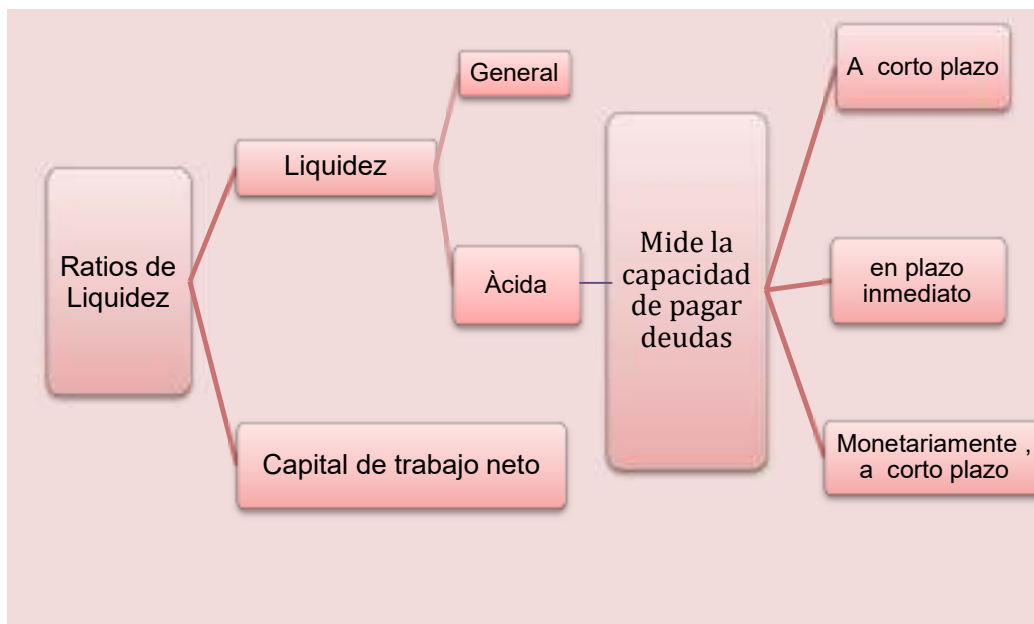 Ratios de
Liquidez
Liquidez
General
Àcida
Capital de trabajo neto
Mide la
capacidad
de pagar
deudas
A corto plazo
en plazo
inmediato
Monetariamente ,
a corto plazo